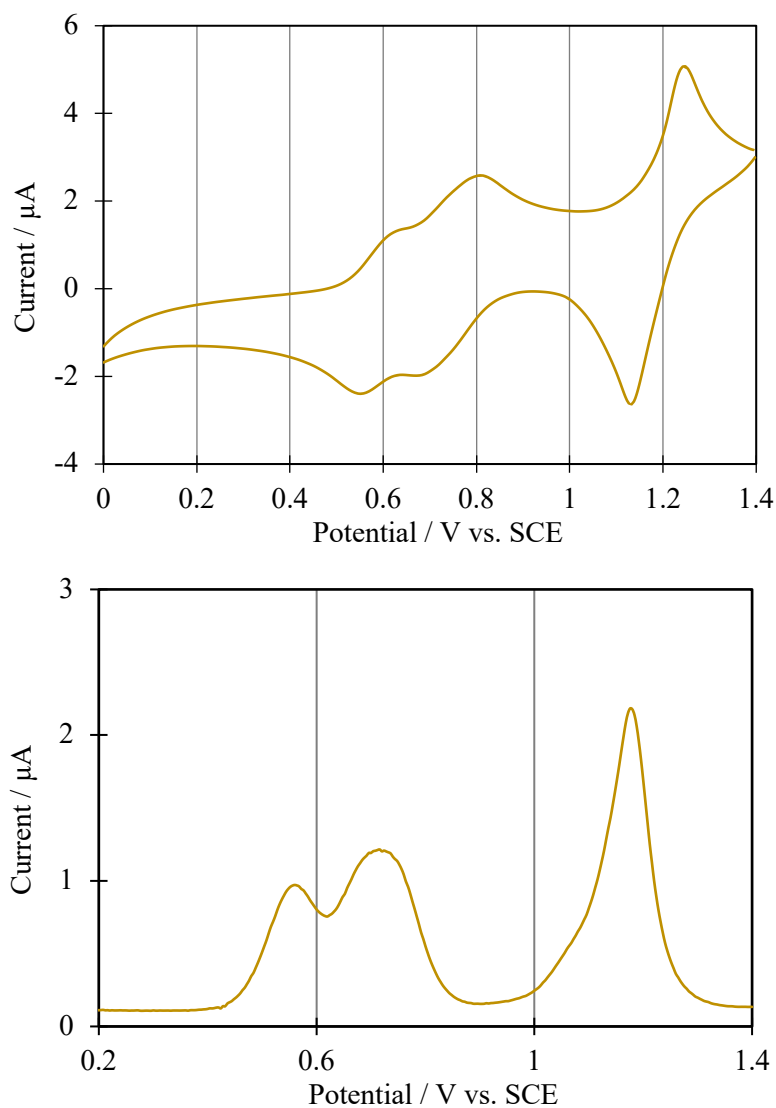 6
4
2
0
-2
-4
Current / μA
0 0.2 0.4 0.6 0.8 1 1.2 1.4
Potential / V vs. SCE
3
2
1
0
Current / μA
0.2 0.6 1 1.4
Potential / V vs. SCE